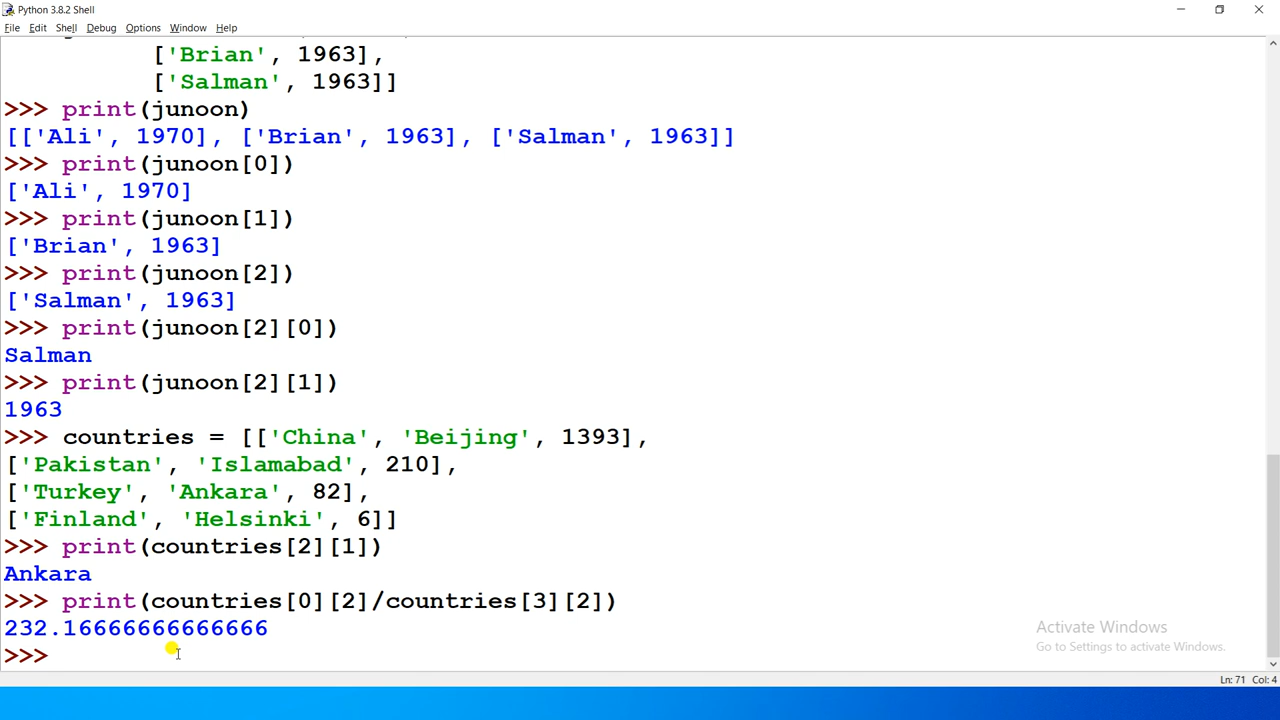 Python 3.8.2 Shell
File Edit Shell Debug Options Window Help
['Brian', 1963],
['Salman', 1963]]
>>> print(junoon)
[['Ali', 1970], ['Brian', 1963], ['Salman', 1963]]
>>> print(junoon[0])
['Ali', 1970]
>>> print(junoon[1])
['Brian', 1963]
>>> print(junoon[2])
['Salman', 1963]
>>> print(junoon[2][0])
Salman
>>> print(junoon[2][1])
1963
>>> countries = [['China', 'Beijing', 1393],
['Pakistan', 'Islamabad', 210],
['Turkey', 'Ankara', 82],
['Finland', 'Helsinki', 6]]
>>> print(countries[2][1])
Ankara
>>> print(countries[0][2]/countries[3][2])
232.16666666666666
>>>
Activate Windows
Go to Settings to activate Windows.
Ln: 71 Col: 4